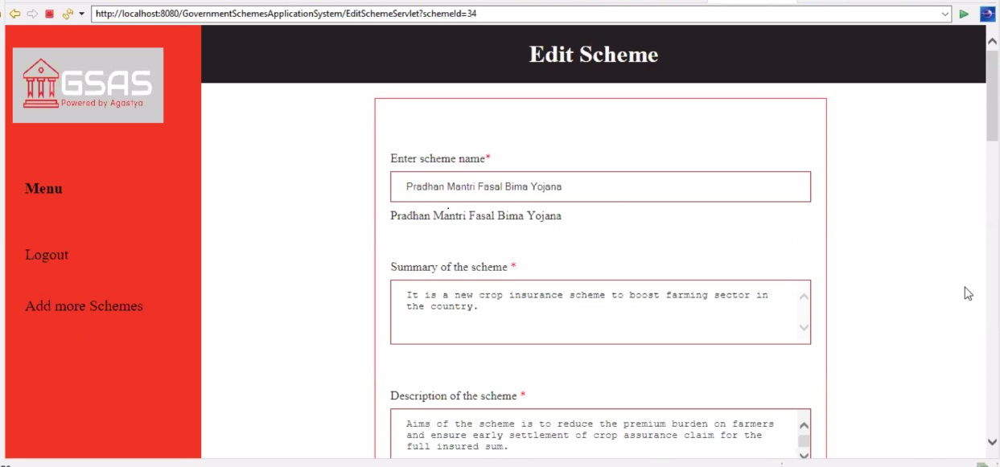 http://localhost:8080/GovernmentSchemesApplicationSystem/EditSchemeServlet?schemeId=34
GSAS
Powered by Agastya
Edit Scheme
Menu
Logout
Add more Schemes
Enter scheme name*
Pradhan Mantri Fasal Bima Yojana
Pradhan Mantri Fasal Bima Yojana
Summary of the scheme *
It is a new crop insurance scheme to boost farming sector in
the country.
Description of the scheme *
Aims of the scheme is to reduce the premium burden on farmers
and ensure early settlement of crop assurance claim for the
full insured sum.